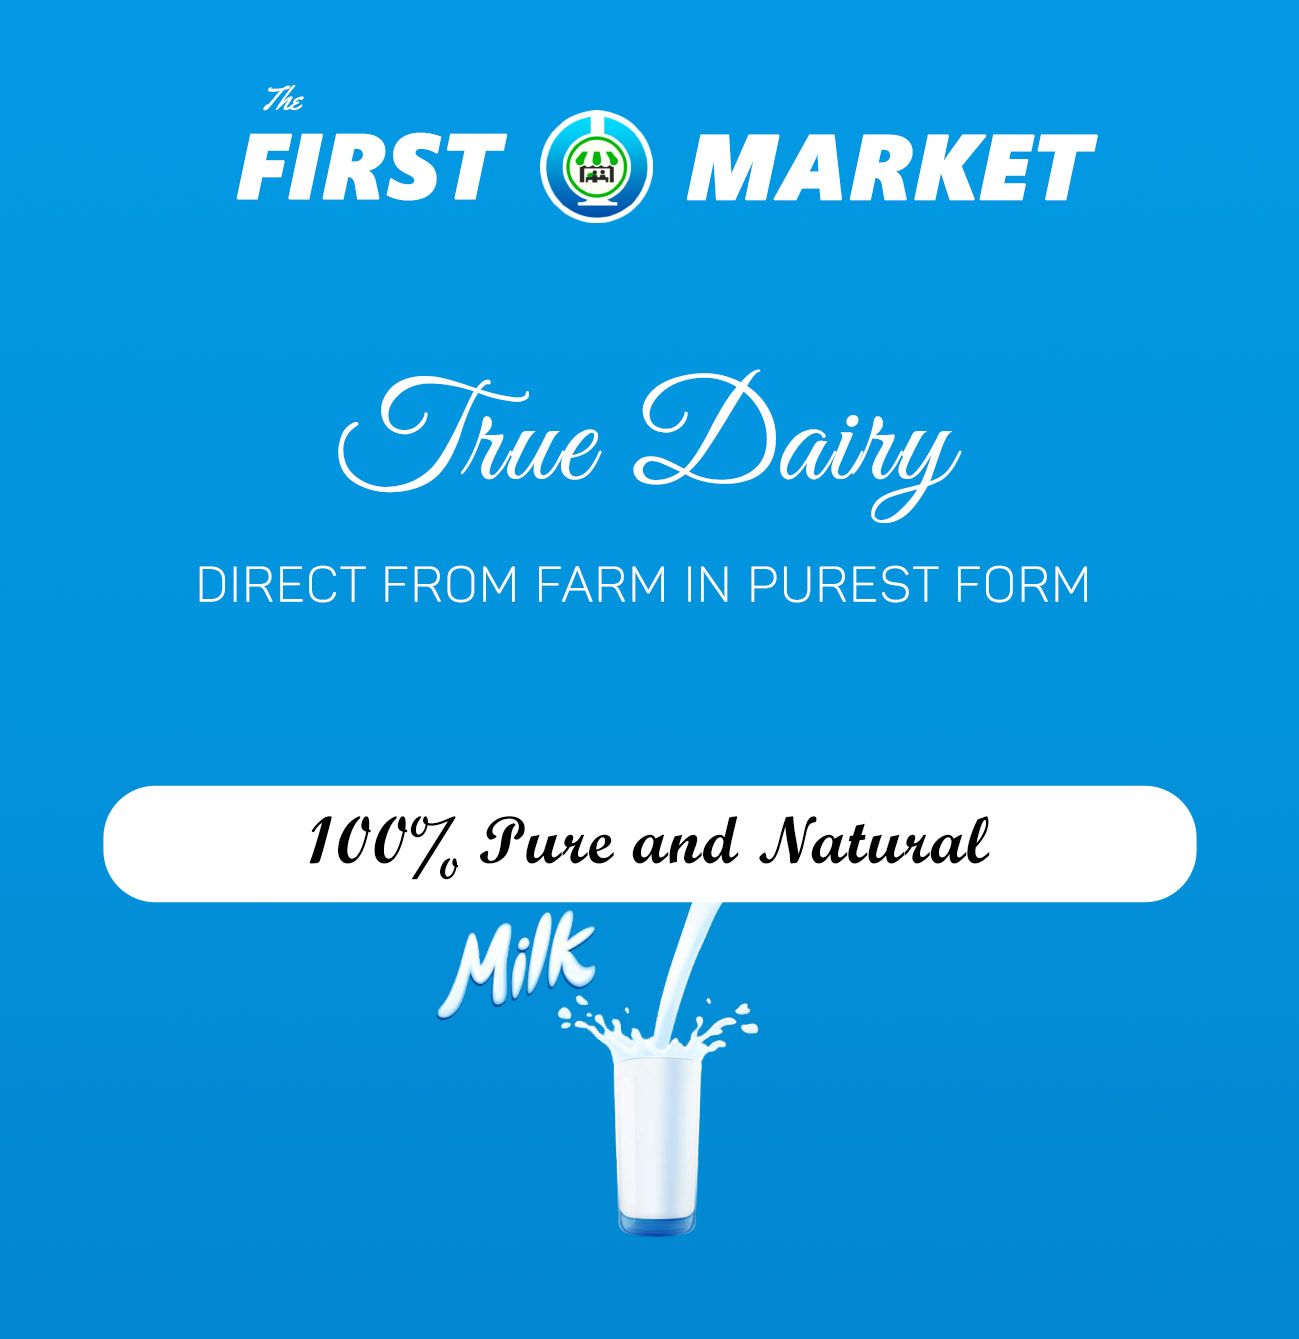 The
FIRST MARKET
True Dairy
DIRECT FROM FARM IN PUREST FORM
100% Pure and Natural
Milk